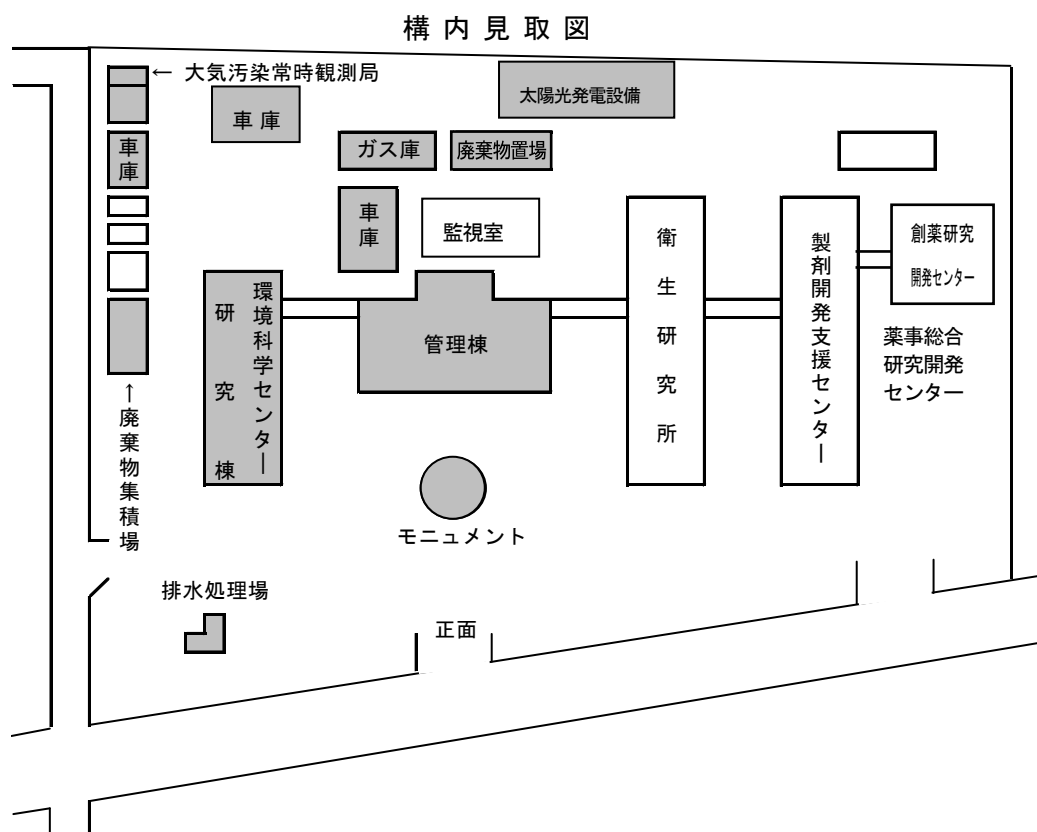 構内見取図
← 大気汚染常時観測局
太陽光発電設備
車庫
車庫
ガス庫
廃棄物置場
車庫
監視室
衛生研究所
製剤開発支援センター
創薬研究
開発センター
環境科学センター
研究棟
管理棟
薬事総合
研究開発
センター
↑廃棄物集積場
モニュメント
排水処理場
正面